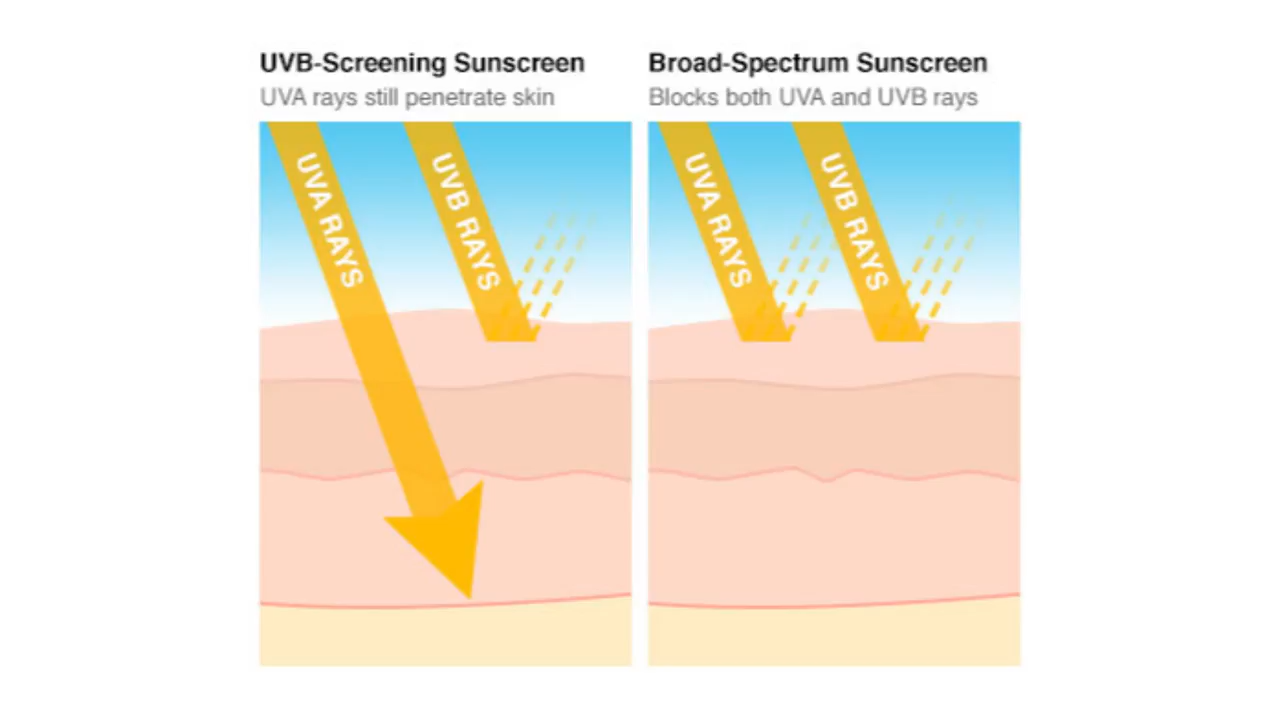 UVB-Screening Sunscreen
UVA rays still penetrate skin
UVA RAYS
UVB RAYS
Broad-Spectrum Sunscreen
Blocks both UVA and UVB rays
UVA RAYS
UVB RAYS